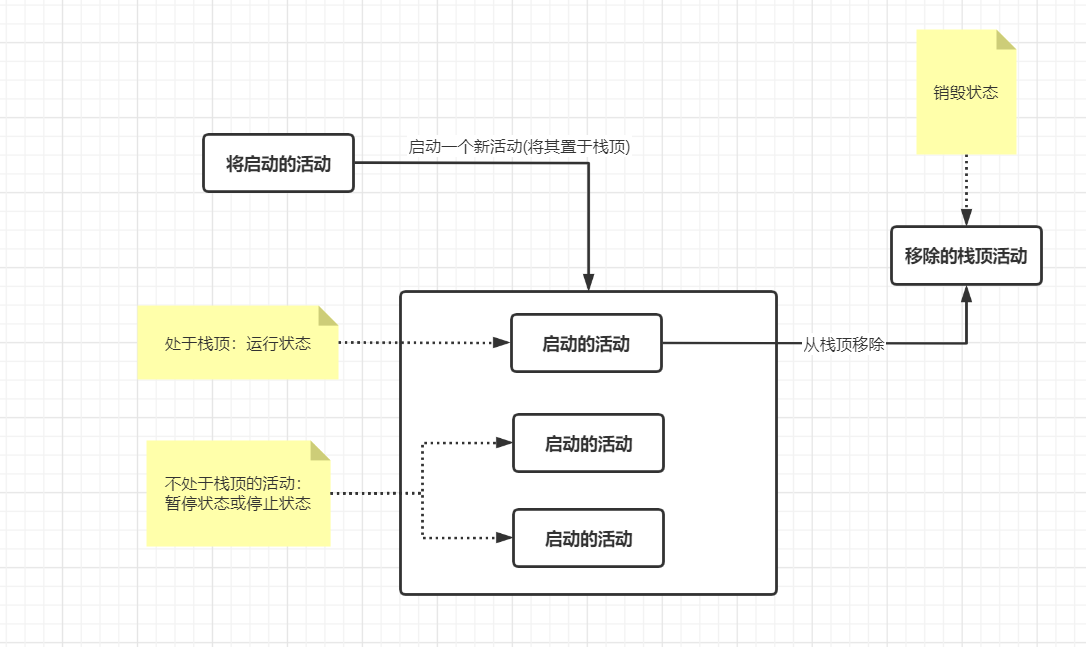 销毁状态
启动一个新活动(将其置于栈顶)
将启动的活动
移除的栈顶活动
处于栈顶：运行状态
启动的活动
从栈顶移除
启动的活动
不处于栈顶的活动：
暂停状态或停止状态
启动的活动